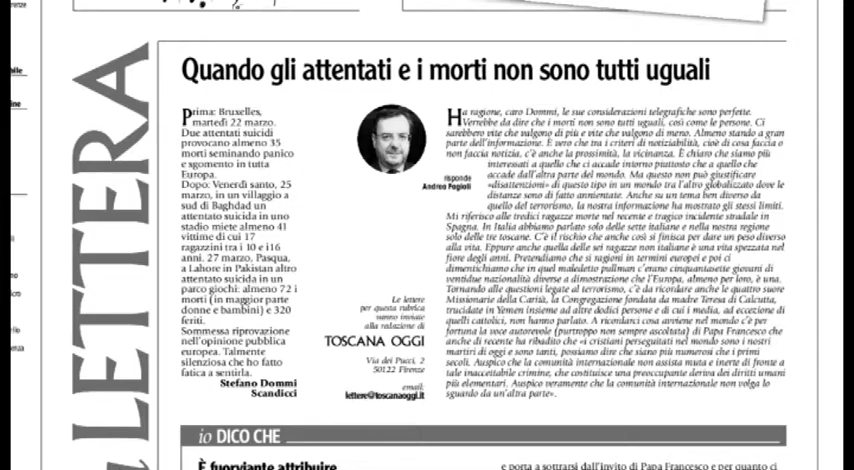 LETTERA
Quando gli attentati e i morti non sono tutti uguali
Prima: Bruxelles,
martedì 22 marzo.
Due attentati suicidi
provocano almeno 35
morti seminando panico
e sgomento in tutta
Europa.
Dopo: Venerdì santo, 25
marzo, in un villaggio a
sud di Baghdad un
attentato suicida in uno
stadio miete almeno 41
vittime di cui 17
ragazzini tra i 10 e i16
anni. 27 marzo, Pasqua,
a Lahore in Pakistan altro
attentato suicida in un
parco giochi: almeno 72 i
morti (in maggior parte
donne e bambini) e 320
feriti.
Sommessa riprovazione
nell'opinione pubblica
europea. Talmente
silenziosa che ho fatto
fatica a sentirla.
Stefano Dommi
Scandicci
risponde
Andrea Fagioli
Le lettere
per questa rubrica
vanno inviate
alla redazione di
TOSCANA OGGI
Via dei Pucci, 2
50122 Firenze
email:
lettere@toscanaoggi.it
Ha ragione, caro Dommi, le sue considerazioni telegrafiche sono perfette.
Verrebbe da dire che i morti non sono tutti uguali, così come le persone. Ci
sarebbero vite che valgono di più e vite che valgono di meno. Almeno stando a gran
parte dell'informazione. È vero che tra i criteri di notiziabilità, cioè di cosa faccia o
non faccia notizia, c'è anche la prossimità, la vicinanza. È chiaro che siamo più
interessati a quello che ci accade intorno piuttosto che a quello che
accade dall'altra parte del mondo. Ma questo non può giustificare
«disattenzioni» di questo tipo in un mondo tra l'altro globalizzato dove le
distanze sono di fatto annientate. Anche su un tema ben diverso da
quello del terrorismo, la nostra informazione ha mostrato gli stessi limiti.
Mi riferisco alle tredici ragazze morte nel recente e tragico incidente stradale in
Spagna. In Italia abbiamo parlato solo delle sette italiane e nella nostra regione
solo delle tre toscane. C'è il rischio che anche così si finisca per dare un peso diverso
alla vita. Eppure anche quella delle sei ragazze non italiane è una vita spezzata nel
fiore degli anni. Pretendiamo che si ragioni in termini europei e poi ci
dimentichiamo che in quel maledetto pullman c'erano cinquantasette giovani di
ventidue nazionalità diverse a dimostrazione che l'Europa, almeno per loro, è una.
Tornando alle questioni legate al terrorismo, c'è da ricordare anche le quattro suore
Missionarie della Carità, la Congregazione fondata da madre Teresa di Calcutta,
trucidate in Yemen insieme ad altre dodici persone e di cui i media, ad eccezione di
quelli cattolici, non hanno parlato. A ricordarci cosa avviene nel mondo c'è per
fortuna la voce autorevole (purtroppo non sempre ascoltata) di Papa Francesco che
anche di recente ha ribadito che «i cristiani perseguitati nel mondo sono i nostri
martiri di oggi e sono tanti, possiamo dire che siano più numerosi che i primi
secoli. Auspico che la comunità internazionale non assista muta e inerte di fronte a
tale inaccettabile crimine, che costituisce una preoccupante deriva dei diritti umani
più elementari. Auspico veramente che la comunità internazionale non volga lo
sguardo da un'altra parte».
io DICO CHE
È fuorviante attribuire
e porta a sottrarsi dall'invito di Papa Francesco e per quanto ci